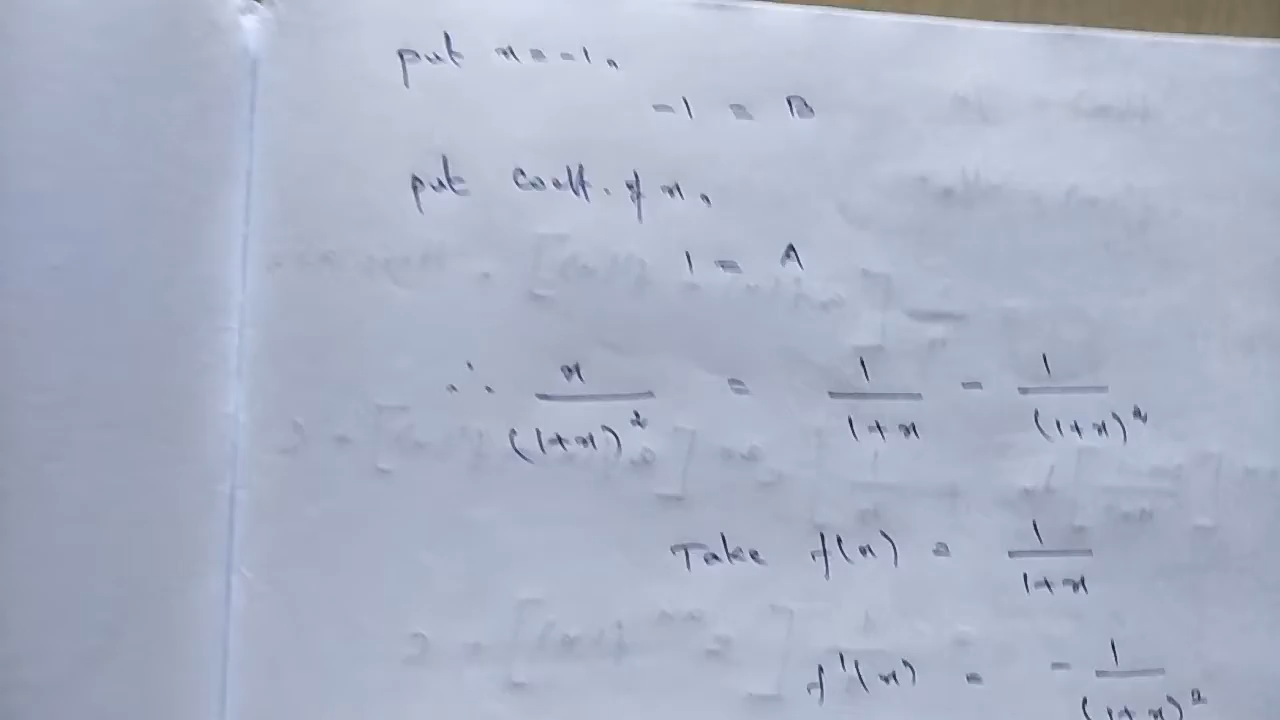 put x = -1,
-1 = B
put coeff. of x,
1 = A
∴ x/(1+x)² = 1/(1+x) - 1/(1+x)²
Take f(x) = 1/(1+x)
f'(x) = -1/(1+x)²